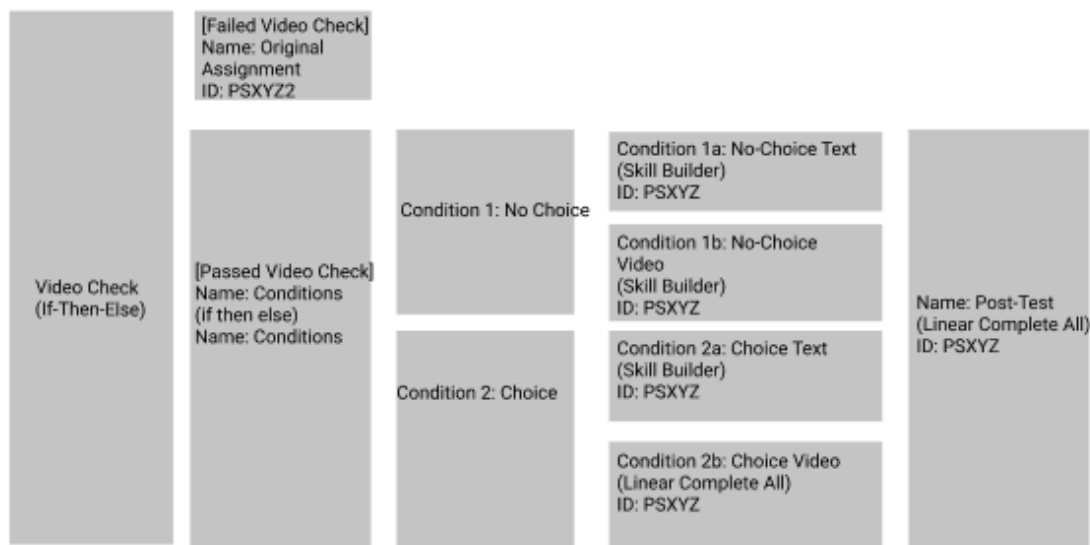 Video Check
(If-Then-Else)
[Failed Video Check]
Name: Original
Assignment
ID: PSXYZ2
[Passed Video Check]
Name: Conditions
(if then else)
Name: Conditions
Condition 1: No Choice
Condition 2: Choice
Condition 1a: No-Choice Text
(Skill Builder)
ID: PSXYZ
Condition 1b: No-Choice
Video
(Skill Builder)
ID: PSXYZ
Condition 2a: Choice Text
(Skill Builder)
ID: PSXYZ
Condition 2b: Choice Video
(Linear Complete All)
ID: PSXYZ
Name: Post-Test
(Linear Complete All)
ID: PSXYZ